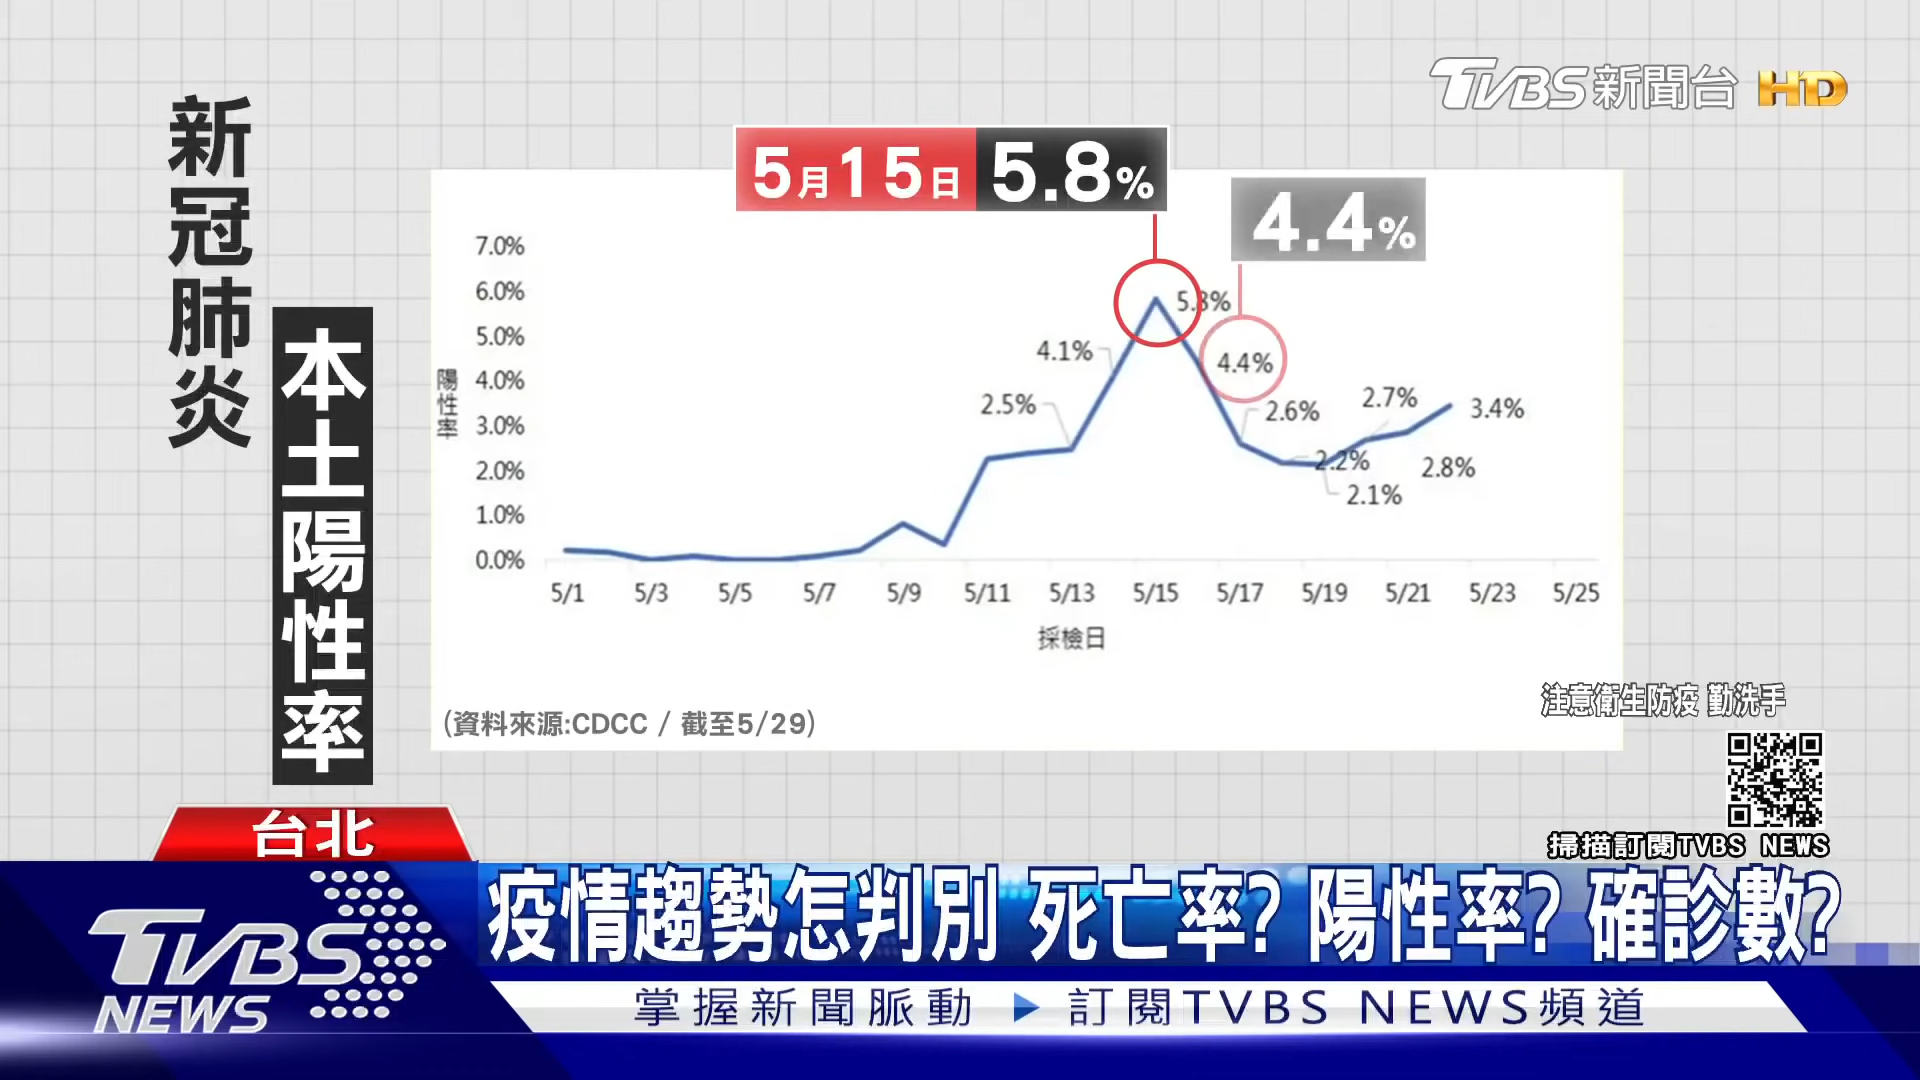 TVBS新聞台 HD
新冠肺炎
本土陽性率
5月15日 5.8%
4.4%
7.0%
6.0%
5.0%
4.0%
3.0%
2.0%
1.0%
0.0%
陽性率
2.5%
4.1%
5.8%
4.4%
2.6%
2.2%
2.1%
2.7%
2.8%
3.4%
5/1 5/3 5/5 5/7 5/9 5/11 5/13 5/15 5/17 5/19 5/21 5/23 5/25
採檢日
(資料來源:CDCC / 截至5/29)
注意衛生防疫 勤洗手
掃描訂閱TVBS NEWS
台北
疫情趨勢怎判別 死亡率? 陽性率? 確診數?
TVBS NEWS
掌握新聞脈動 ▶ 訂閱TVBS NEWS頻道